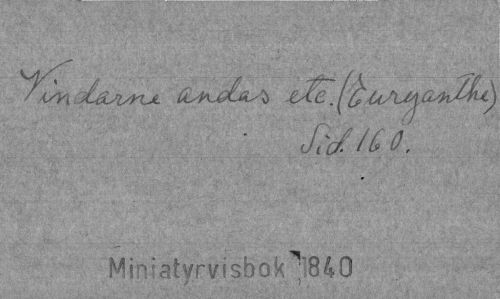 Vindarne andas etc. (Euryanthe)
Sid. 160.
Miniatyrvisbok 1840